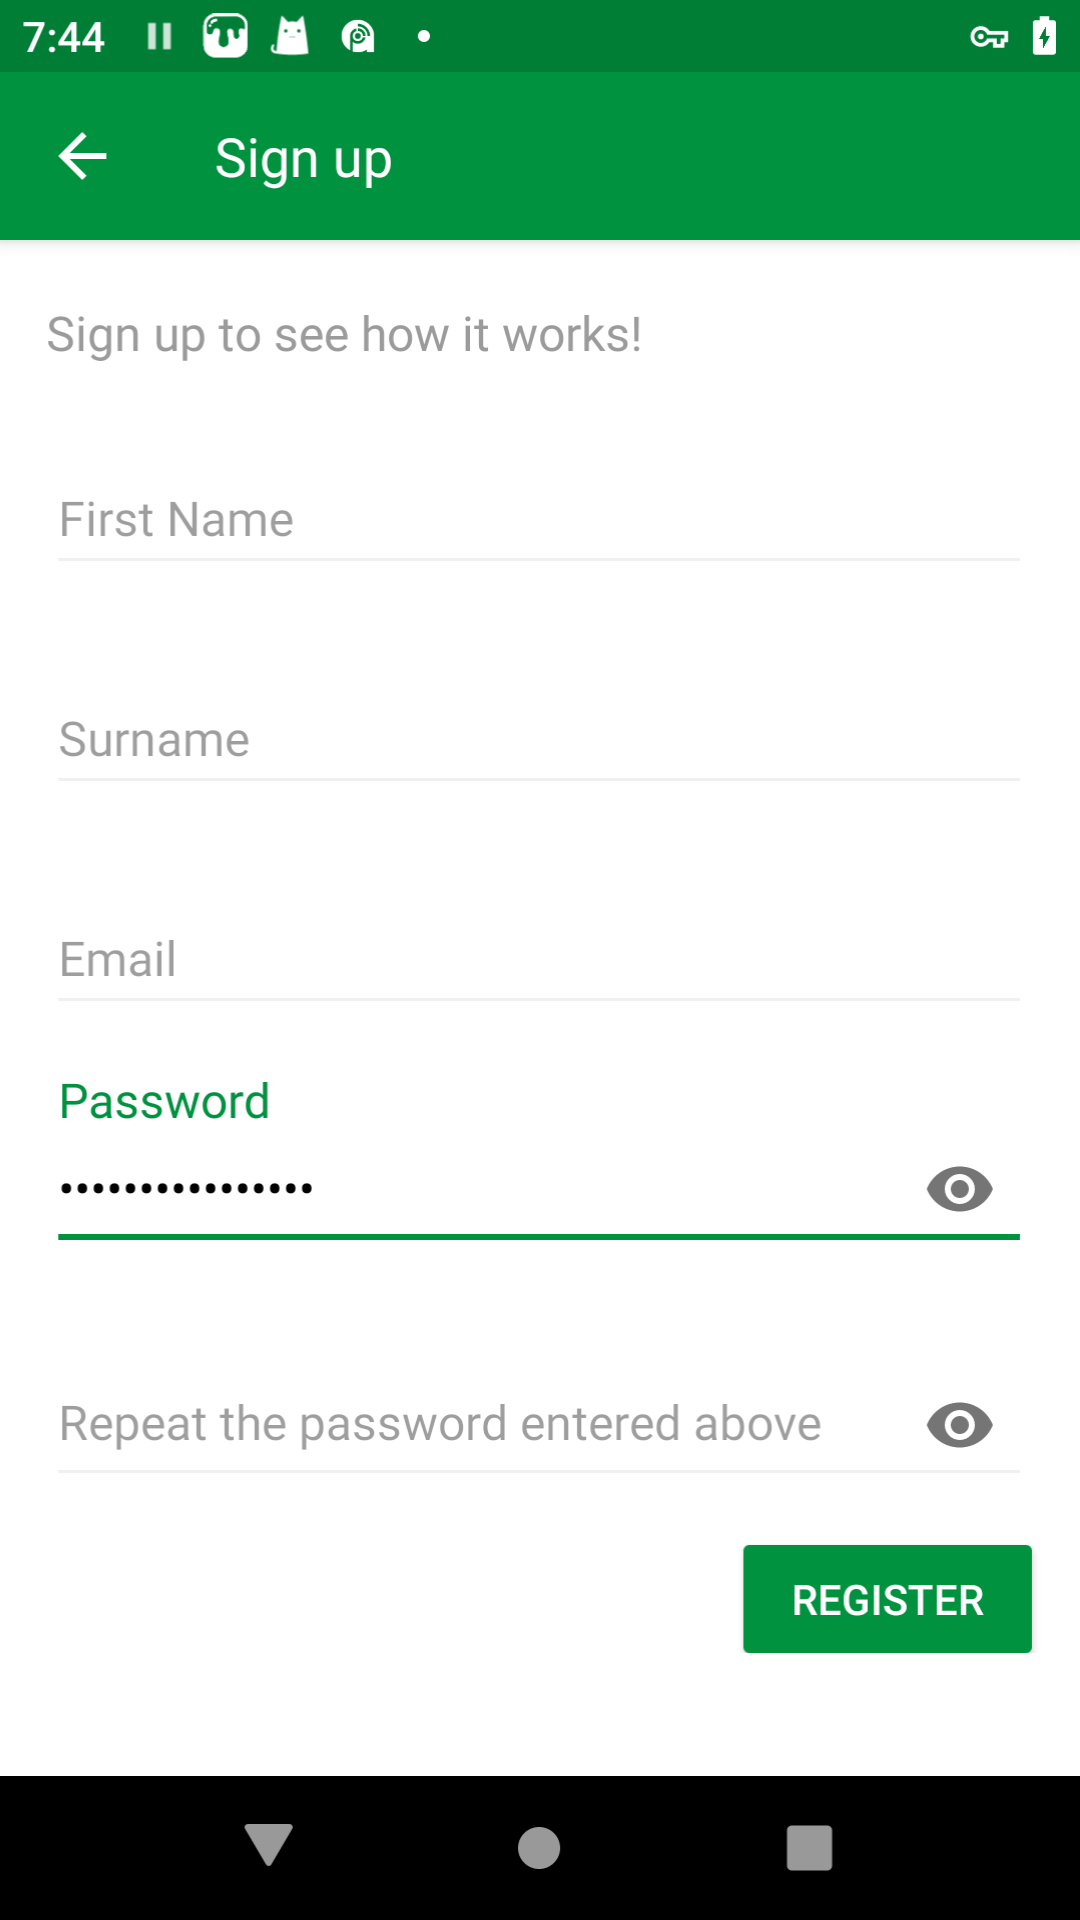 7:44
Sign up
Sign up to see how it works!
First Name
Surname
Email
Password
••••••••••••••••
Repeat the password entered above
REGISTER